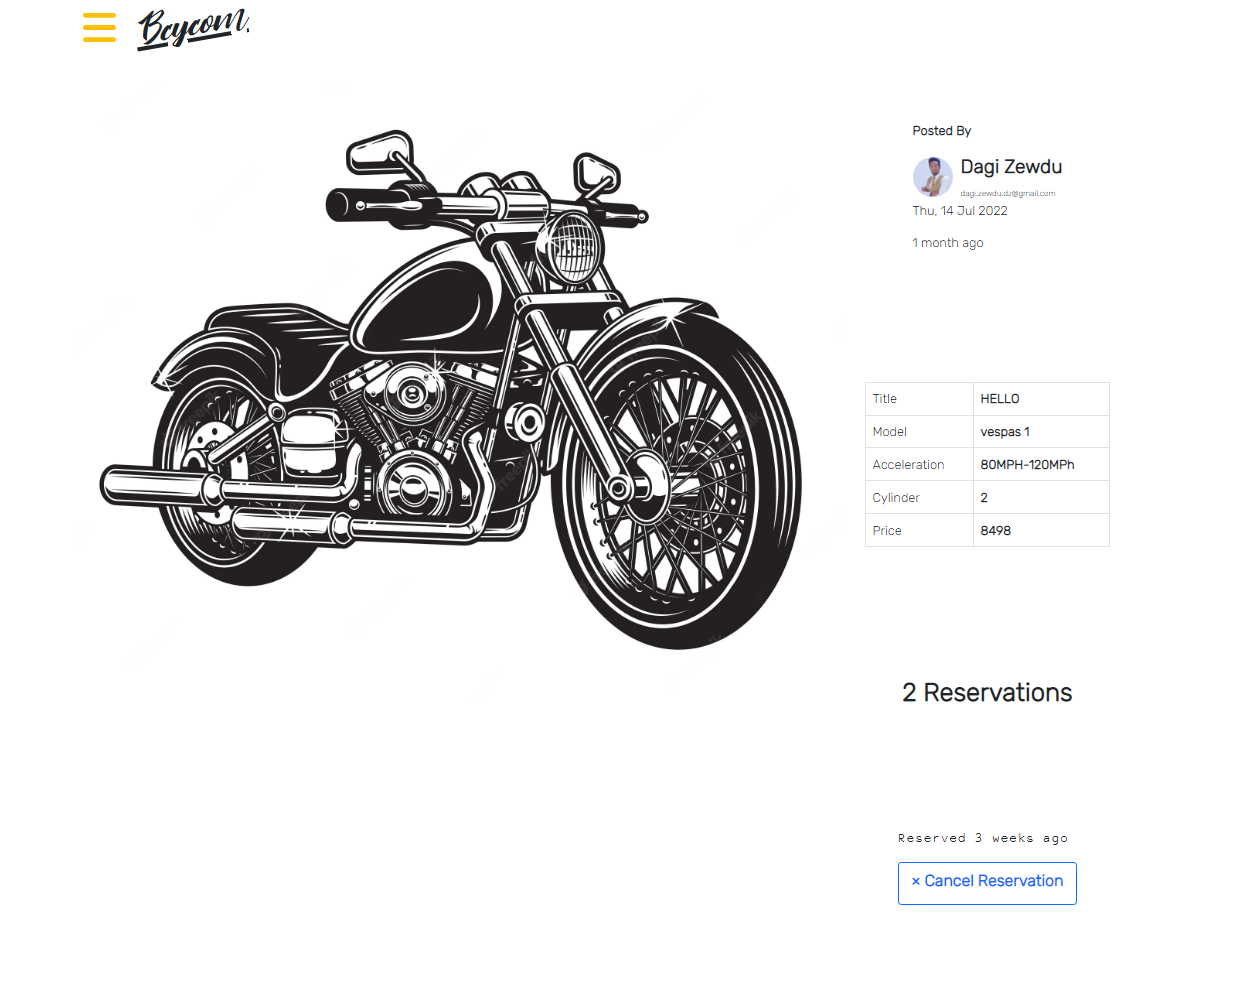 Bcycom
Posted By
Dagi Zewdu
dagi.zewdu.dz@gmail.com
Thu, 14 Jul 2022
1 month ago
Title HELLO
Model vespas 1
Acceleration 80MPH-120MPh
Cylinder 2
Price 8498
2 Reservations
Reserved 3 weeks ago
× Cancel Reservation